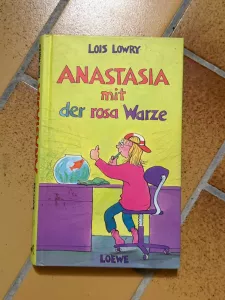 LOIS LOWRY
ANASTASIA
mit
der rosa Warze
LOEWE